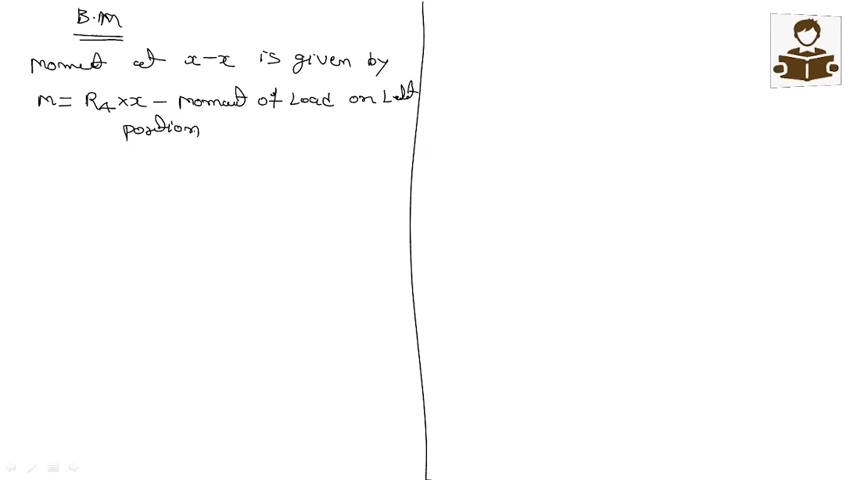 B.M
Moment at x-x is given by
M = RA × x - Moment of Load on Left
portion